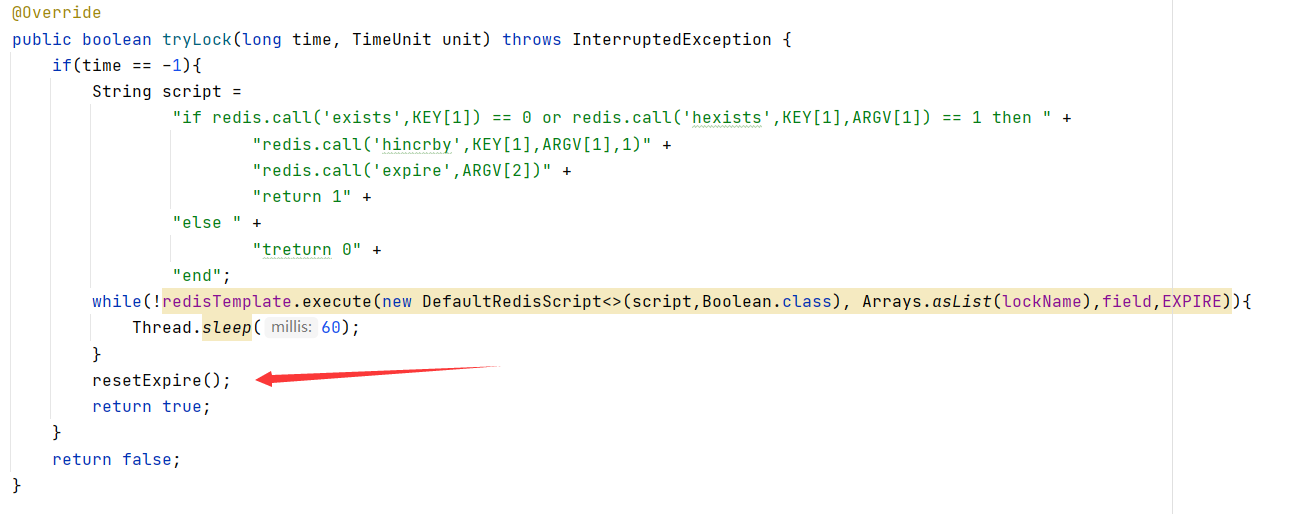 @Override
public boolean tryLock(long time, TimeUnit unit) throws InterruptedException {
if(time == -1){
String script =
"if redis.call('exists',KEY[1]) == 0 or redis.call('hexists',KEY[1],ARGV[1]) == 1 then " +
"redis.call('hincrby',KEY[1],ARGV[1],1)" +
"redis.call('expire',ARGV[2])" +
"return 1" +
"else " +
"treturn 0" +
"end";
while(!redisTemplate.execute(new DefaultRedisScript<>(script,Boolean.class), Arrays.asList(lockName),field,EXPIRE)){
Thread.sleep( millis: 60);
}
resetExpire();
return true;
}
return false;
}